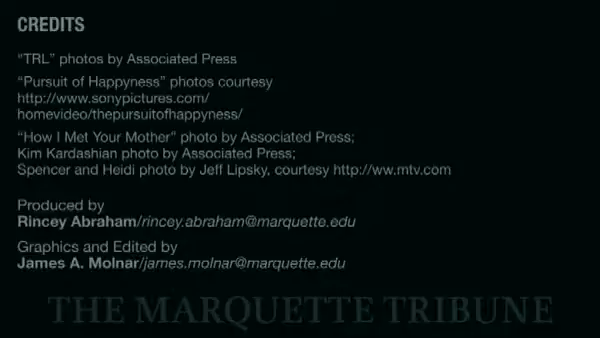 CREDITS
"TRL" photos by Associated Press
"Pursuit of Happyness" photos courtesy
http://www.sonypictures.com/
homevideo/thepursuitofhappyness/
"How I Met Your Mother" photo by Associated Press;
Kim Kardashian photo by Associated Press;
Spencer and Heidi photo by Jeff Lipsky, courtesy http://ww.mtv.com
Produced by
Rincey Abraham/rincey.abraham@marquette.edu
Graphics and Edited by
James A. Molnar/james.molnar@marquette.edu
THE MARQUETTE TRIBUNE